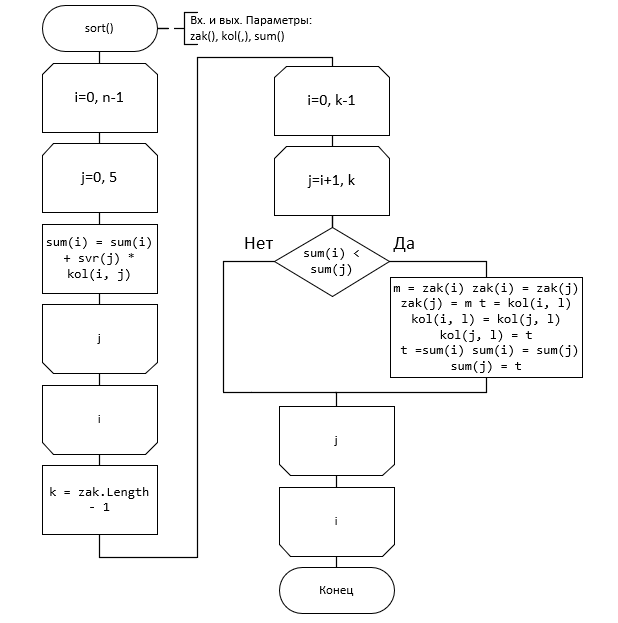 sort()
Вх. и вых. Параметры:
zak(), kol(,), sum()
i=0, n-1
j=0, 5
sum(i) = sum(i)
+ svr(j) *
kol(i, j)
j
i
k = zak.Length
- 1
i=0, k-1
j=i+1, k
Нет
sum(i) <
sum(j)
Да
m = zak(i) zak(i) = zak(j)
zak(j) = m t = kol(i, l)
kol(i, l) = kol(j, l)
kol(j, l) = t
t =sum(i) sum(i) = sum(j)
sum(j) = t
j
i
Конец